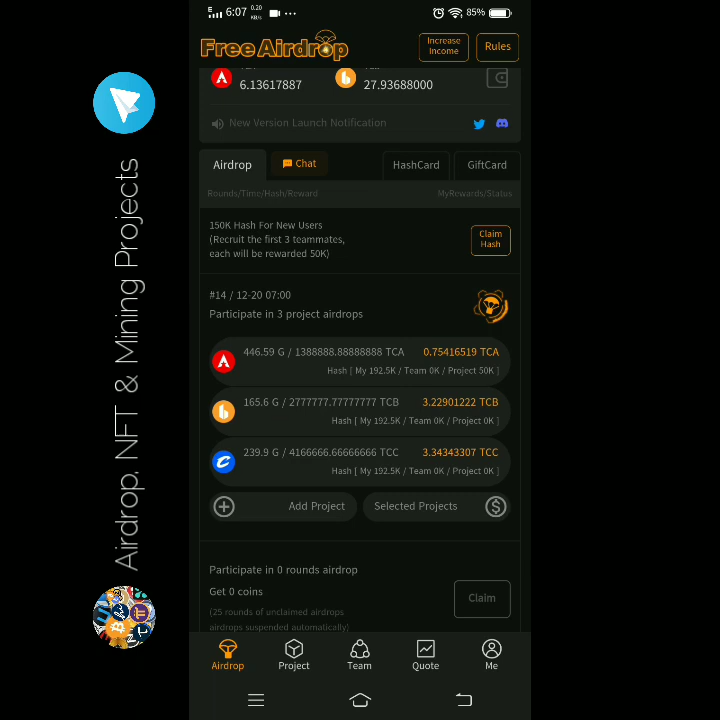 6:07
0.20
KB/s
85%
Free Airdrop
Increase
Income
Rules
6.13617887
27.93688000
New Version Launch Notification
Airdrop
Chat
HashCard
GiftCard
Rounds/Time/Hash/Reward
MyRewards/Status
150K Hash For New Users
(Recruit the first 3 teammates,
each will be rewarded 50K)
Claim
Hash
#14 / 12-20 07:00
Participate in 3 project airdrops
446.59 G / 1388888.88888888 TCA
0.75416519 TCA
Hash [ My 192.5K / Team 0K / Project 50K ]
165.6 G / 2777777.77777777 TCB
3.22901222 TCB
Hash [ My 192.5K / Team 0K / Project 0K ]
239.9 G / 4166666.66666666 TCC
3.34343307 TCC
Hash [ My 192.5K / Team 0K / Project 0K ]
Add Project
Selected Projects
Participate in 0 rounds airdrop
Get 0 coins
(25 rounds of unclaimed airdrops
airdrops suspended automatically)
Claim
Airdrop
Project
Team
Quote
Me
Airdrop, NFT & Mining Projects